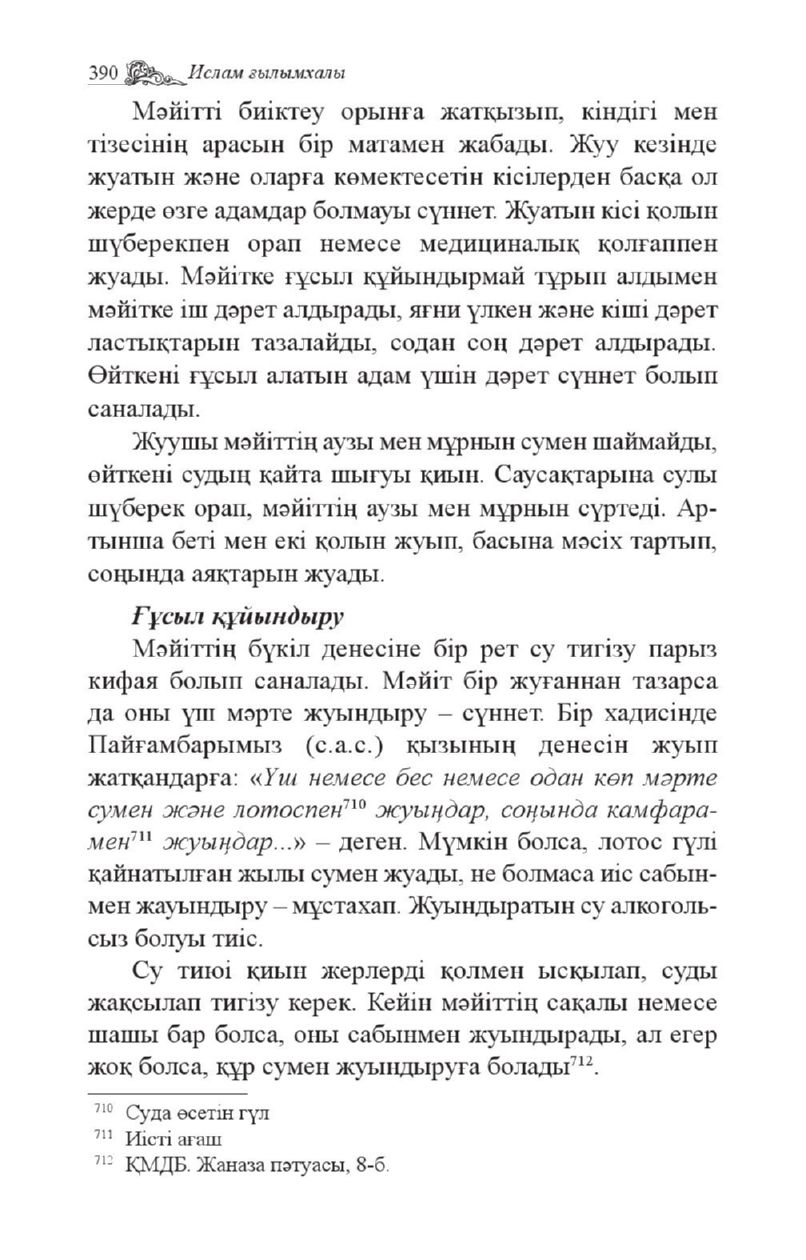 390 Ислам ғылымхалы
Мәйітті биіктеу орынға жатқызып, кіндігі мен
тізесінің арасын бір матамен жабады. Жуу кезінде
жуатын және оларға көмектесетін кісілерден басқа ол
жерде өзге адамдар болмауы сүннет. Жуатын кісі қолын
шүберекпен орап немесе медициналық қолғаппен
жуады. Мәйітке ғұсыл құйындырмай тұрып алдымен
мәйітке іш дәрет алдырады, яғни үлкен және кіші дәрет
ластықтарын тазалайды, содан соң дәрет алдырады.
Өйткені ғұсыл алатын адам үшін дәрет сүннет болып
саналады.
Жуушы мәйіттің аузы мен мұрнын сумен шаймайды,
өйткені судың қайта шығуы қиын. Саусақтарына сулы
шүберек орап, мәйіттің аузы мен мұрнын сүртеді. Ар-
тынша беті мен екі қолын жуып, басына мәсіх тартып,
соңында аяқтарын жуады.
Ғұсыл құйындыру
Мәйіттің бүкіл денесіне бір рет су тигізу парыз
кифая болып саналады. Мәйіт бір жуғаннан тазарса
да оны үш мәрте жуындыру – сүннет. Бір хадисінде
Пайғамбарымыз (с.а.с.) қызының денесін жуып
жатқандарға: «Үш немесе бес немесе одан көп мәрте
сумен және лотоспен⁷¹⁰ жуыңдар, соңында камфара-
мен⁷¹¹ жуыңдар...» – деген. Мүмкін болса, лотос гүлі
қайнатылған жылы сумен жуады, не болмаса иіс сабын-
мен жауындыру – мұстахап. Жуындыратын су алкоголь-
сыз болуы тиіс.
Су тиюі қиын жерлерді қолмен ысқылап, суды
жақсылап тигізу керек. Кейін мәйіттің сақалы немесе
шашы бар болса, оны сабынмен жуындырады, ал егер
жоқ болса, құр сумен жуындыруға болады⁷¹².
⁷¹⁰ Суда өсетін гүл
⁷¹¹ Иісті ағаш
⁷¹² ҚМДБ. Жаназа пәтуасы, 8-б.